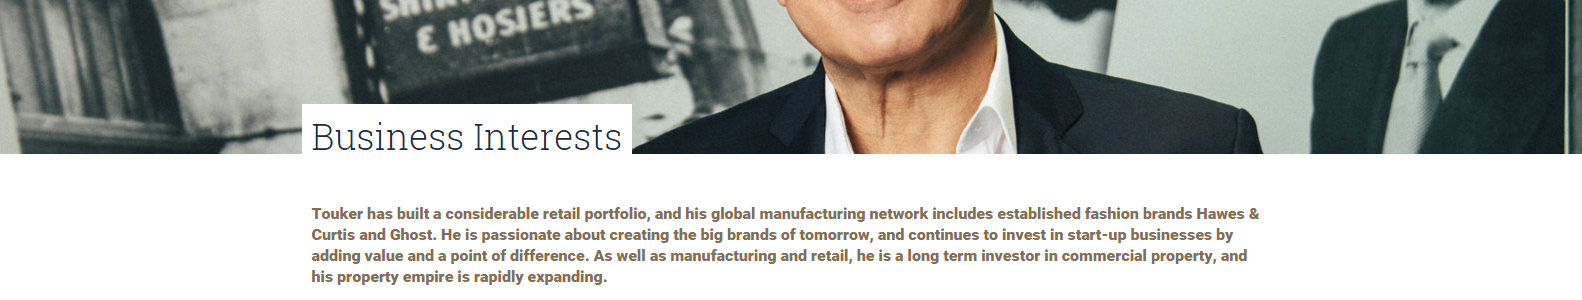 & HOSIERS
Business Interests
Touker has built a considerable retail portfolio, and his global manufacturing network includes established fashion brands Hawes &
Curtis and Ghost. He is passionate about creating the big brands of tomorrow, and continues to invest in start-up businesses by
adding value and a point of difference. As well as manufacturing and retail, he is a long term investor in commercial property, and
his property empire is rapidly expanding.